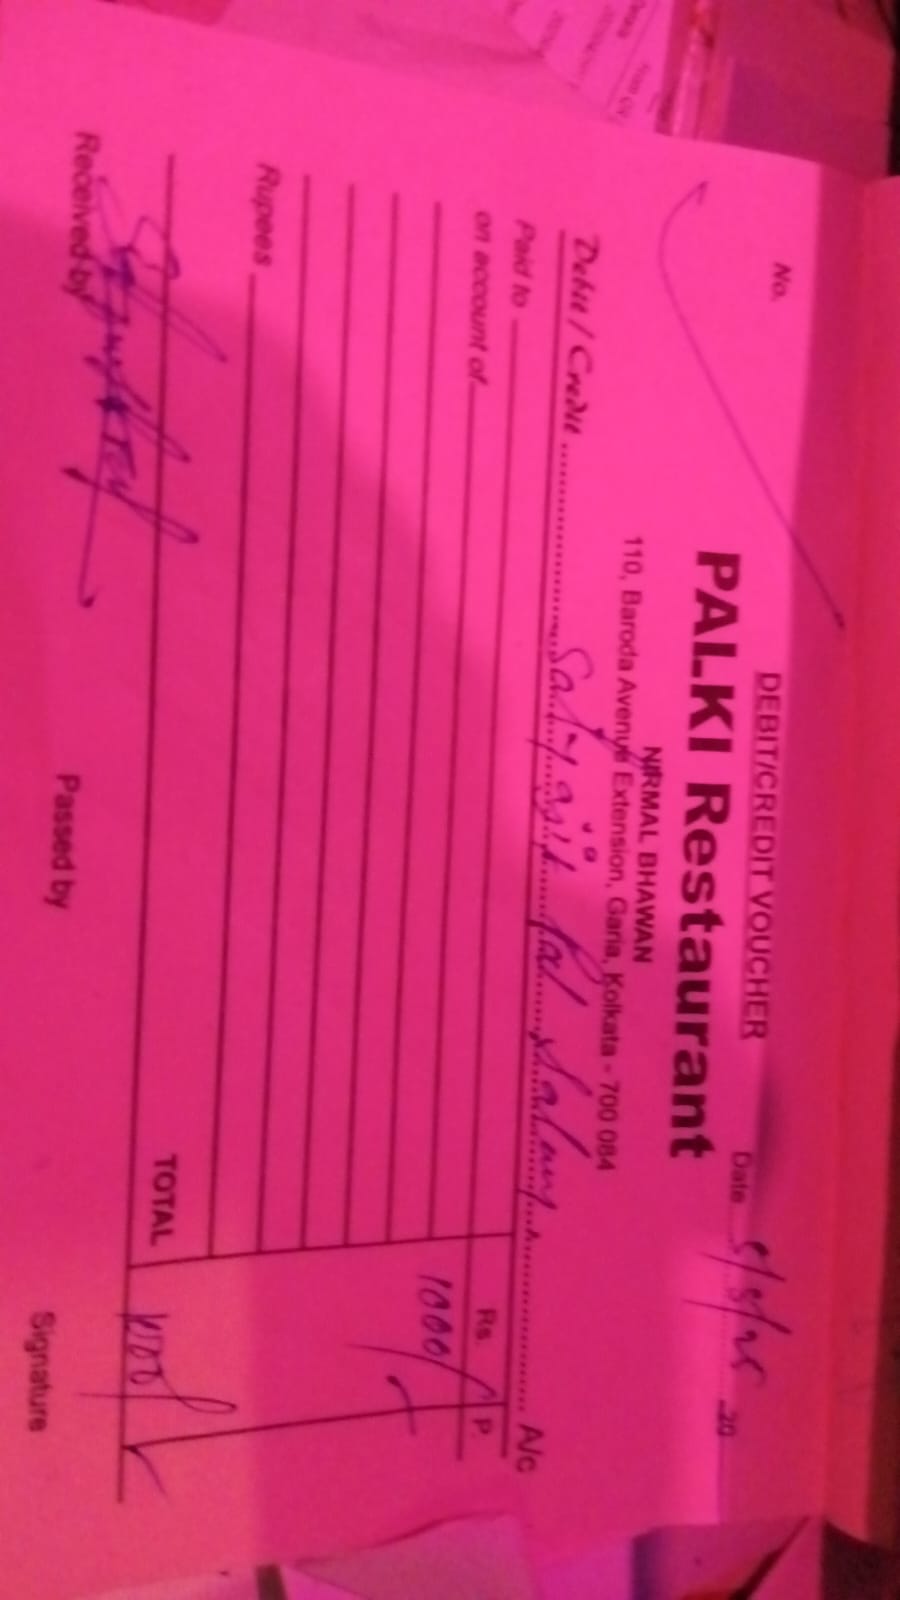 DEBIT/CREDIT VOUCHER
No.
Date 5/5/25 20
PALKI Restaurant
NIRMAL BHAWAN
110, Baroda Avenue Extension, Garia, Kolkata - 700 084
Debit / Credit Satyajit Pal Salary A/c
Paid to
on account of
Rs. P.
1000/-
Rupees
TOTAL
Received by Passed by Signature